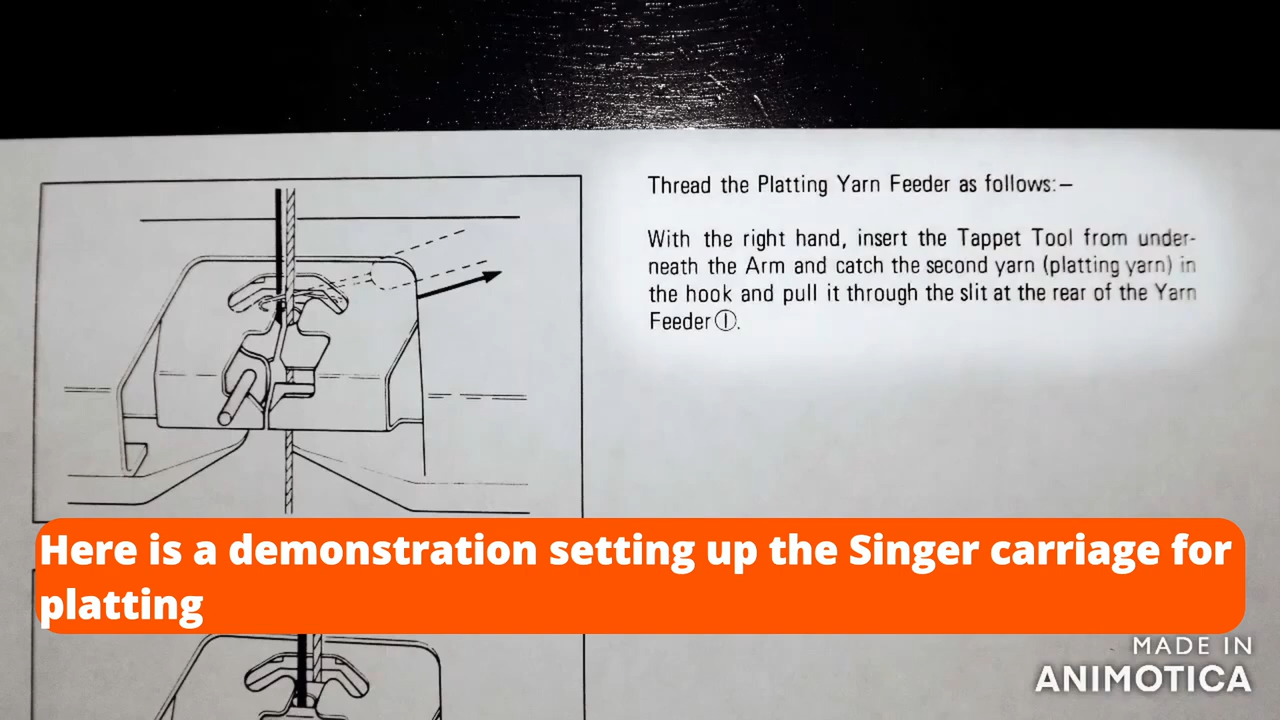 Thread the Platting Yarn Feeder as follows:—
With the right hand, insert the Tappet Tool from under-
neath the Arm and catch the second yarn (platting yarn) in
the hook and pull it through the slit at the rear of the Yarn
Feeder Ⓘ.
Here is a demonstration setting up the Singer carriage for
platting
MADE IN
ANIMOTICA